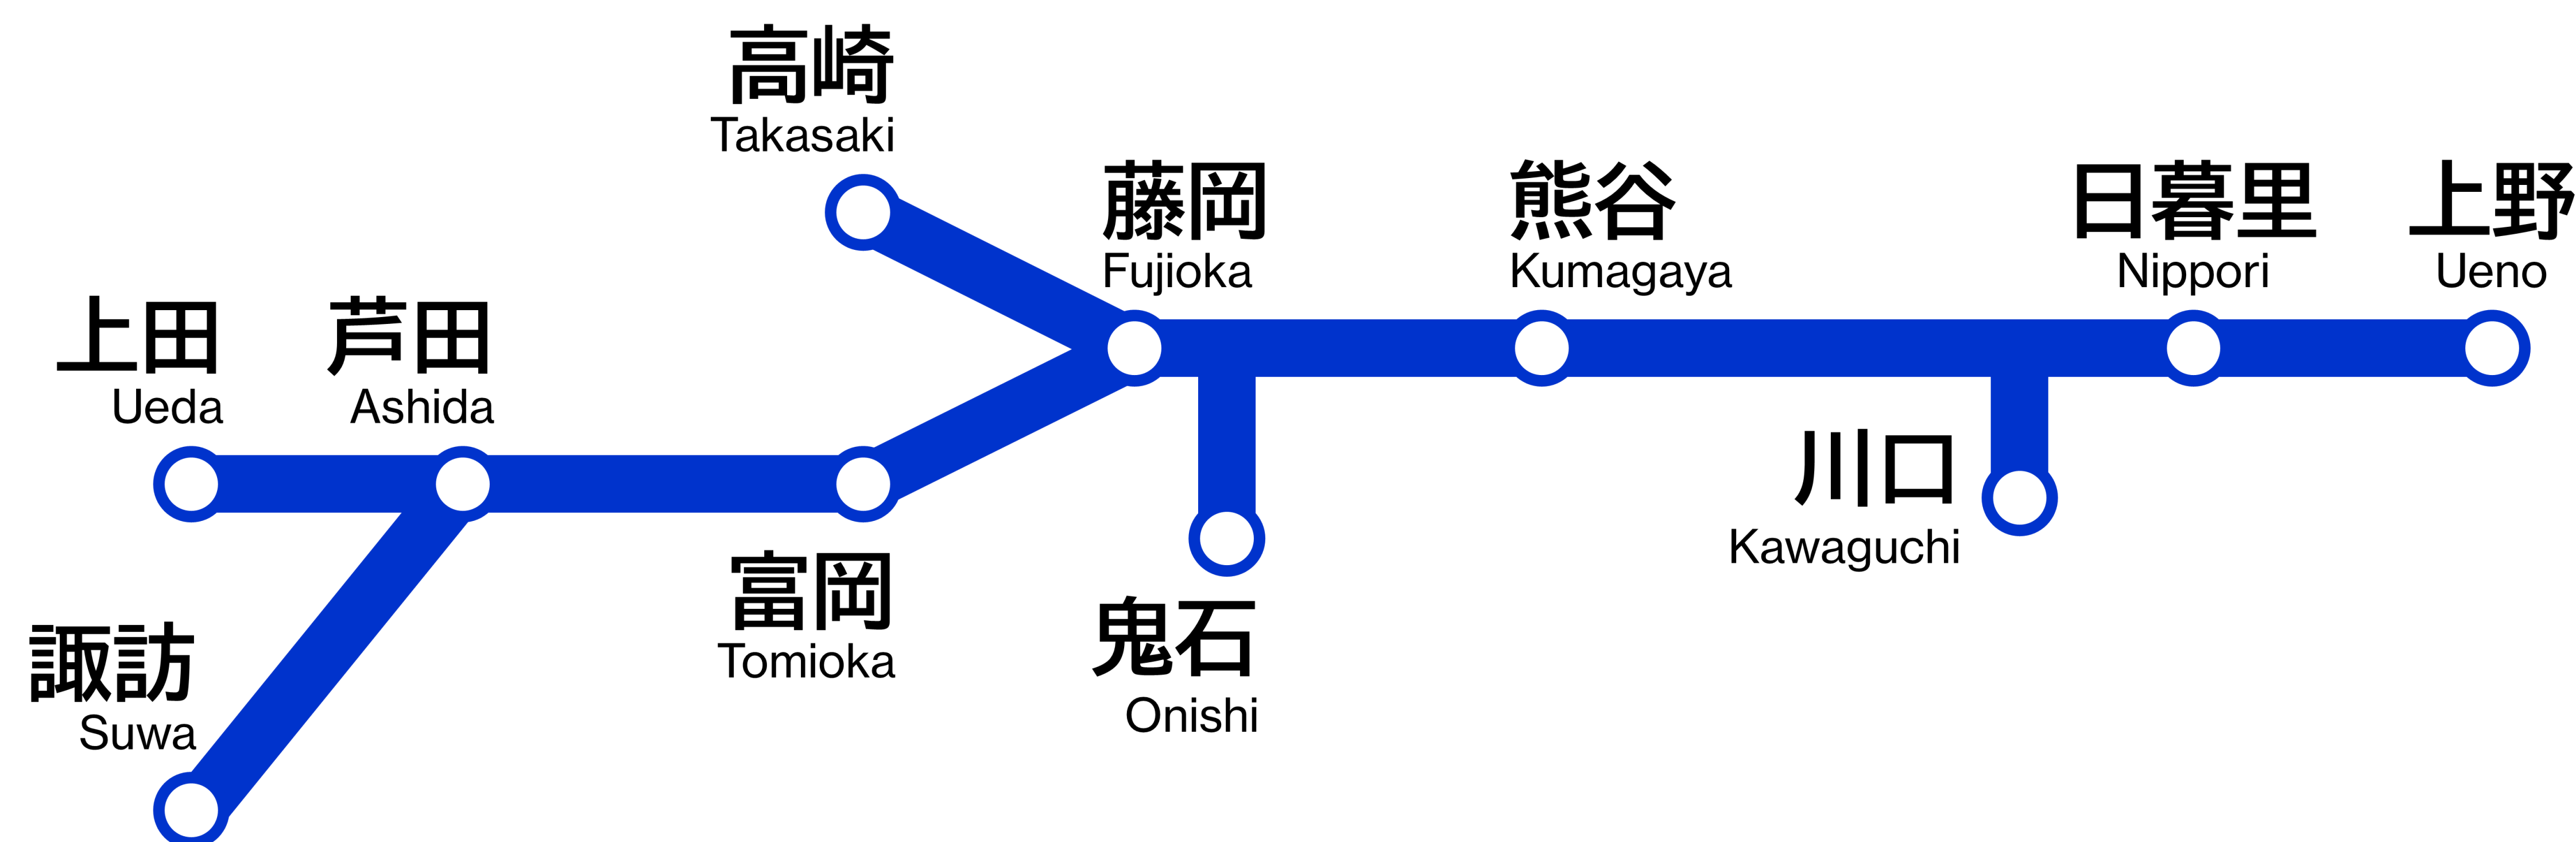 高崎
Takasaki
藤岡
Fujioka
熊谷
Kumagaya
日暮里
Nippori
上野
Ueno
上田
Ueda
芦田
Ashida
川口
Kawaguchi
富岡
Tomioka
鬼石
Onishi
諏訪
Suwa